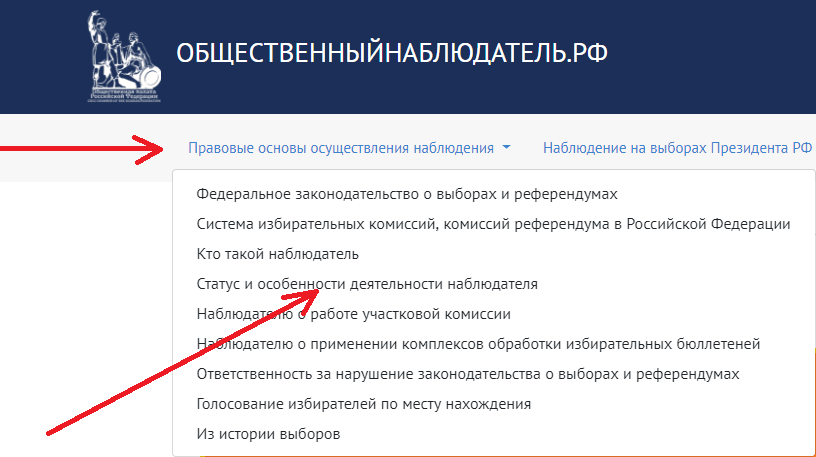 ОБЩЕСТВЕННЫЙНАБЛЮДАТЕЛЬ.РФ
Общественная палата
Российской Федерации
Правовые основы осуществления наблюдения
Наблюдение на выборах Президента РФ
Федеральное законодательство о выборах и референдумах
Система избирательных комиссий, комиссий референдума в Российской Федерации
Кто такой наблюдатель
Статус и особенности деятельности наблюдателя
Наблюдателю о работе участковой комиссии
Наблюдателю о применении комплексов обработки избирательных бюллетеней
Ответственность за нарушение законодательства о выборах и референдумах
Голосование избирателей по месту нахождения
Из истории выборов